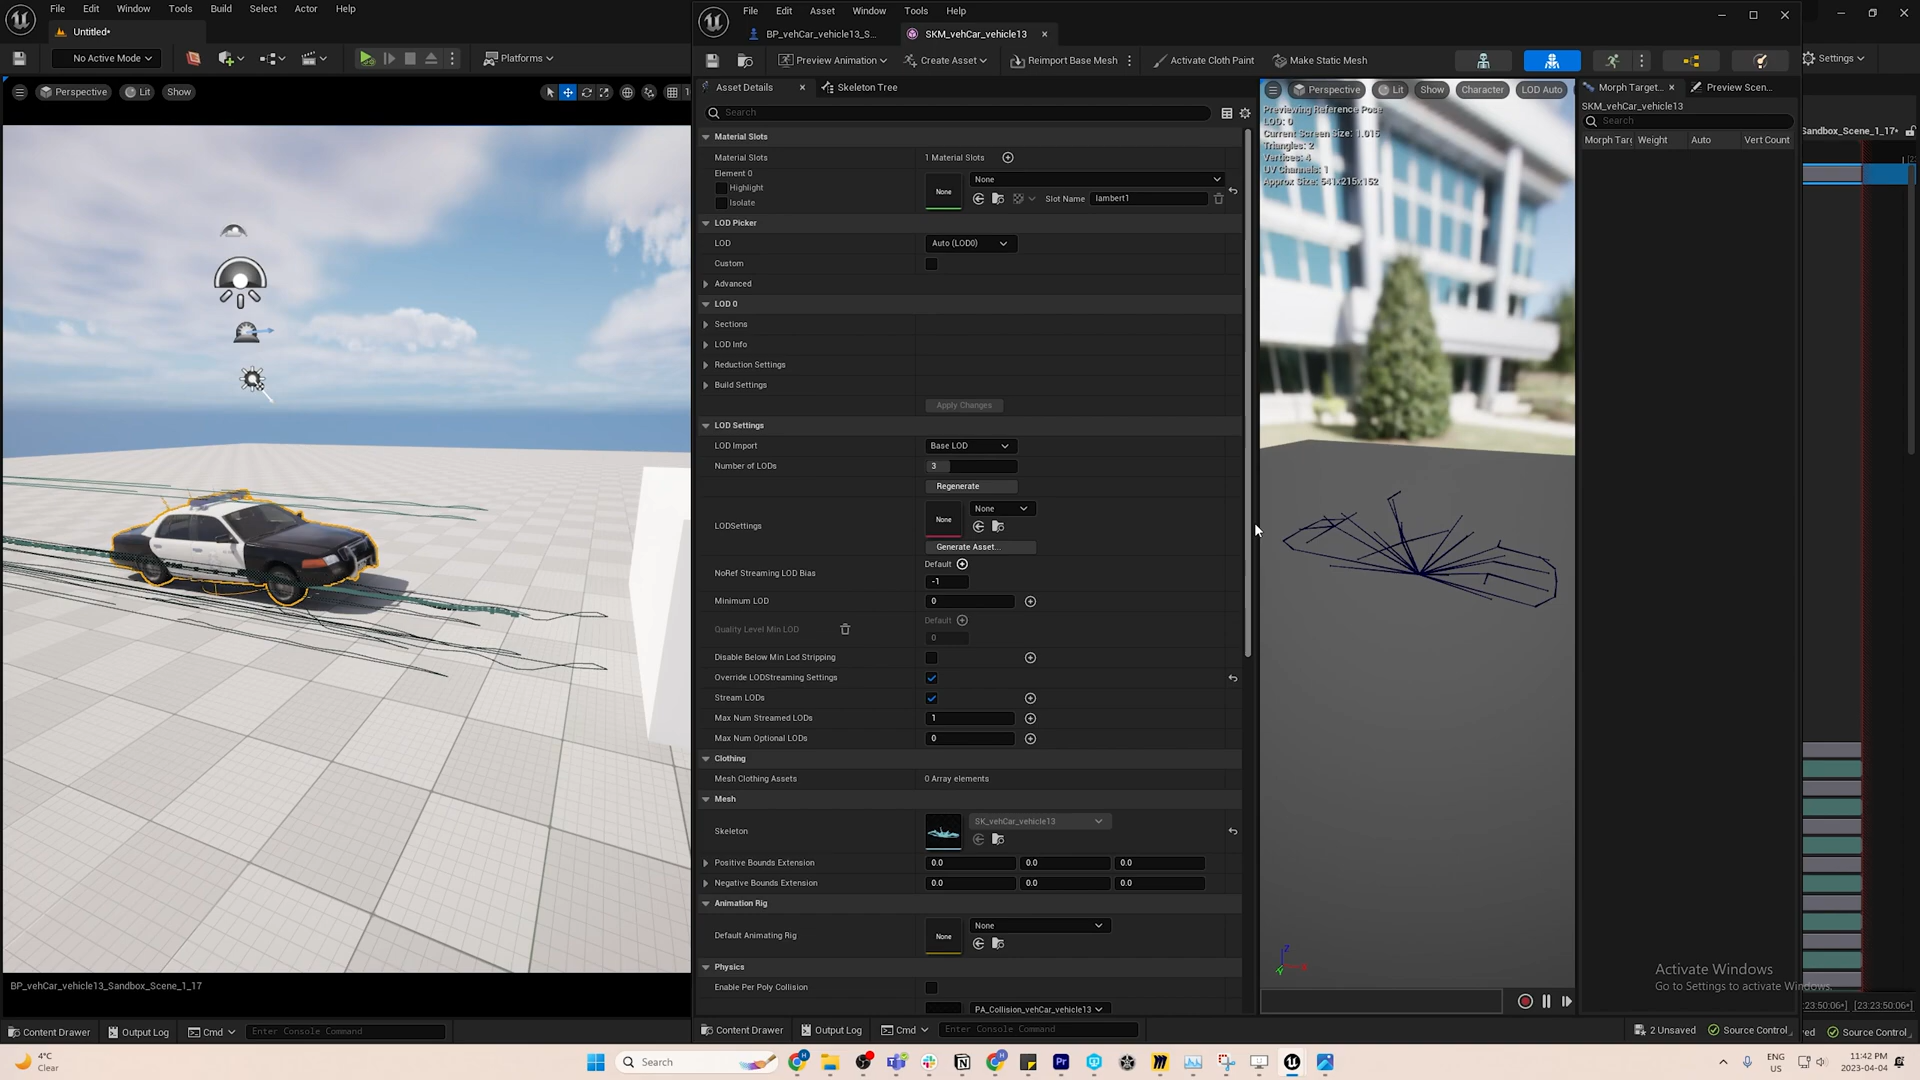 File Edit Window Tools Build Select Actor Help
Untitled*
No Active Mode
Platforms
Perspective Lit Show
BP_vehCar_vehicle13_Sandbox_Scene_1_17
Content Drawer Output Log Cmd Enter Console Command
File Edit Asset Window Tools Help
BP_vehCar_vehicle13_S... SKM_vehCar_vehicle13
Preview Animation Create Asset Reimport Base Mesh Activate Cloth Paint Make Static Mesh
Settings
Asset Details Skeleton Tree
Search
Material Slots
Material Slots 1 Material Slots
Element 0
Highlight
Isolate
None
None
Slot Name lambert1
LOD Picker
LOD Auto (LOD0)
Custom
Advanced
LOD 0
Sections
LOD Info
Reduction Settings
Build Settings
Apply Changes
LOD Settings
LOD Import Base LOD
Number of LODs 3
Regenerate
LODSettings None None
Generate Asset...
NoRef Streaming LOD Bias Default
-1
Minimum LOD 0
Quality Level Min LOD Default
0
Disable Below Min Lod Stripping
Override LODStreaming Settings
Stream LODs
Max Num Streamed LODs 1
Max Num Optional LODs 0
Clothing
Mesh Clothing Assets 0 Array elements
Mesh
Skeleton SK_vehCar_vehicle13
Positive Bounds Extension 0.0 0.0 0.0
Negative Bounds Extension 0.0 0.0 0.0
Animation Rig
Default Animating Rig None None
Physics
Enable Per Poly Collision
PA_Collision_vehCar_vehicle13
Content Drawer Output Log Cmd Enter Console Command
Perspective Lit Show Character LOD Auto
Previewing Reference Pose
LOD: 0
Current Screen Size: 1.015
Triangles: 2
Vertices: 4
UV Channels: 1
Approx Size: 541x215x152
Z
Morph Target... Preview Scen...
SKM_vehCar_vehicle13
Search
Morph Targ Weight Auto Vert Count
Sandbox_Scene_1_17*
Activate Windows
Go to Settings to activate Windows.
:23:50:06* [23:23:50:06*]
2 Unsaved Source Control
Source Control
4°C
Clear
Search
ENG
US
11:42 PM
2023-04-04